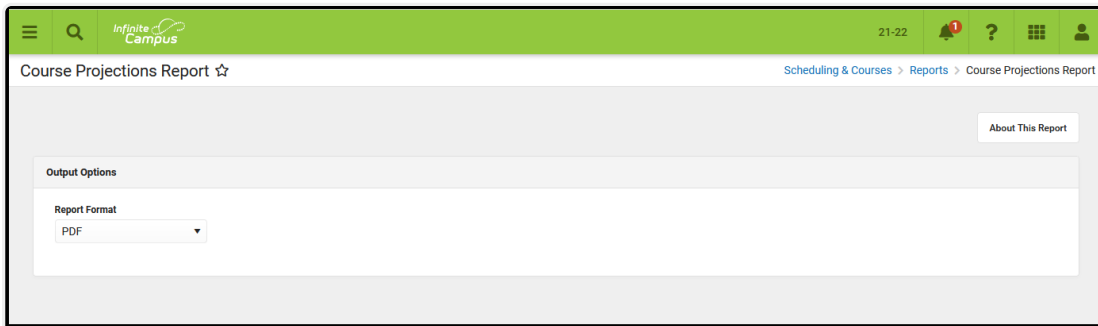 Infinite
Campus
21-22
1
?
Course Projections Report
Scheduling & Courses > Reports > Course Projections Report
About This Report
Output Options
Report Format
PDF